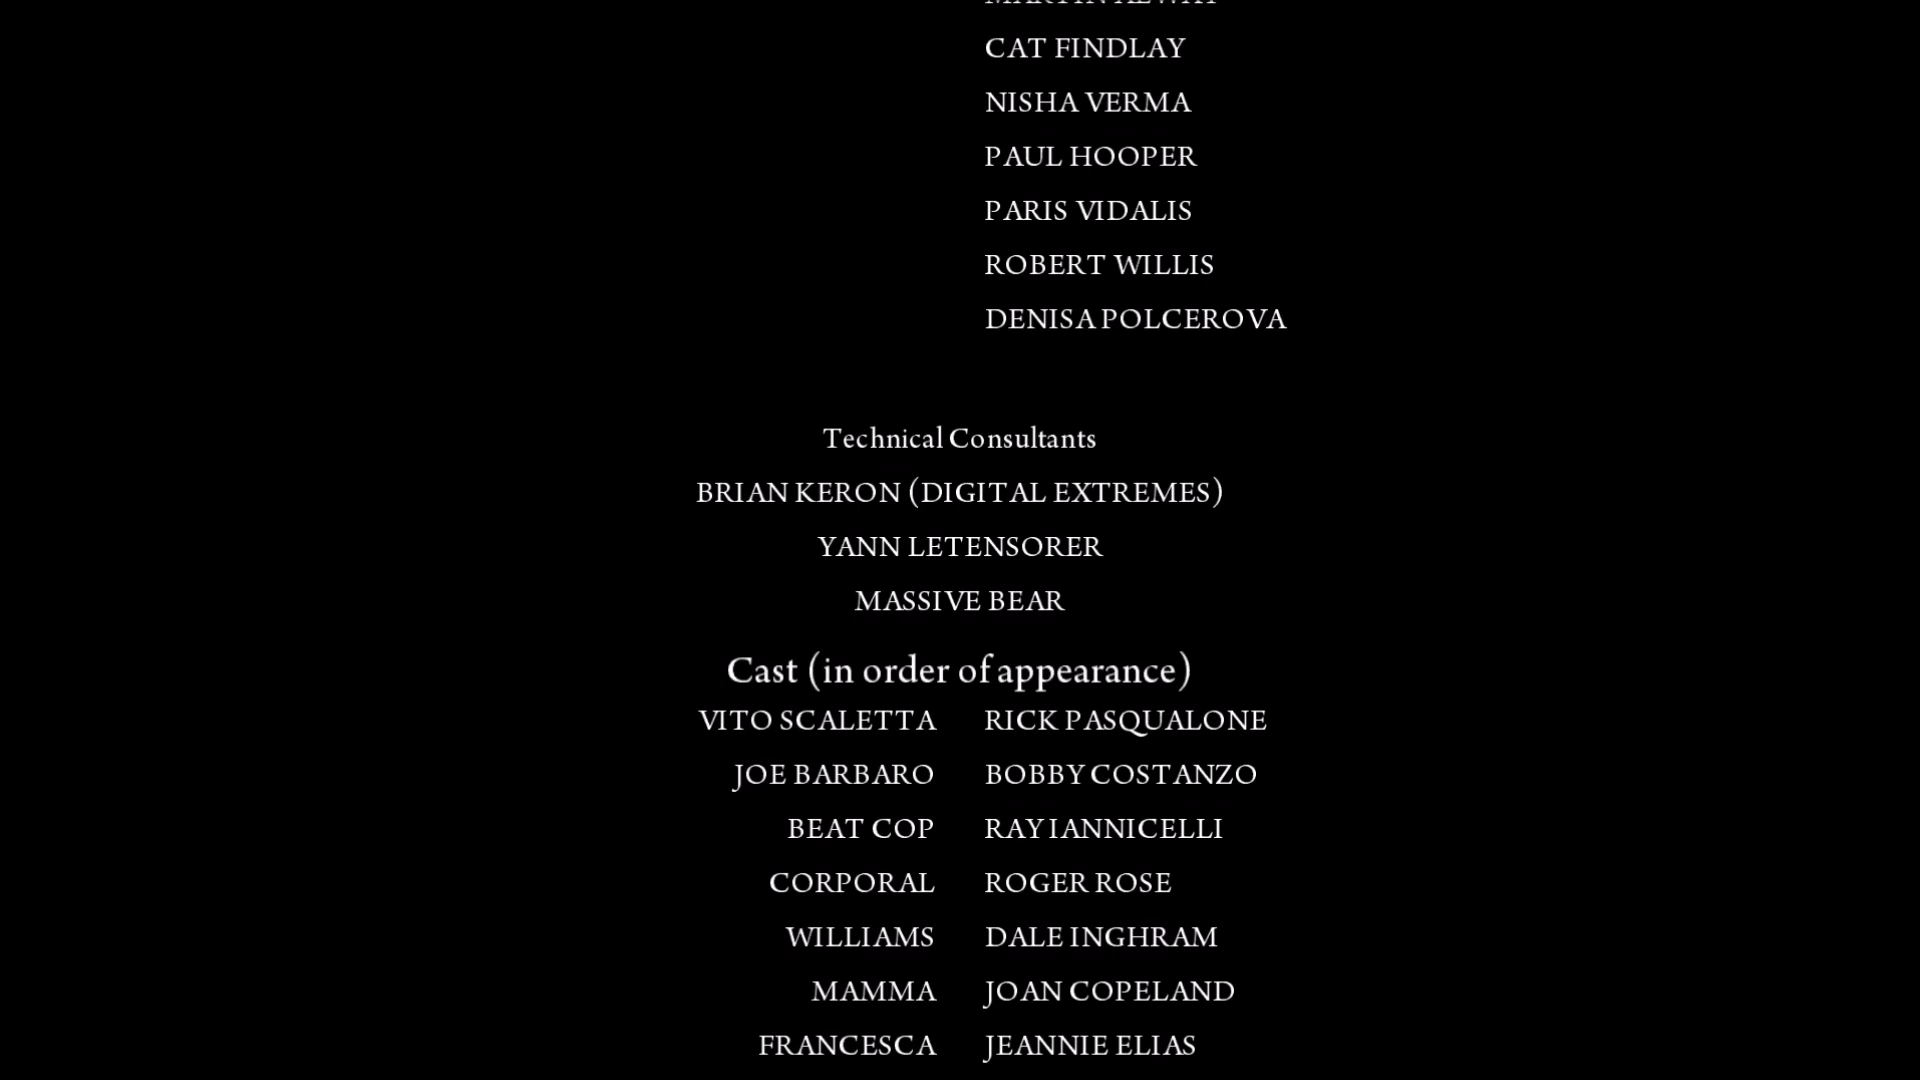 CAT FINDLAY
NISHA VERMA
PAUL HOOPER
PARIS VIDALIS
ROBERT WILLIS
DENISA POLCEROVA
Technical Consultants
BRIAN KERON (DIGITAL EXTREMES)
YANN LETENSORER
MASSIVE BEAR
Cast (in order of appearance)
VITO SCALETTA RICK PASQUALONE
JOE BARBARO BOBBY COSTANZO
BEAT COP RAY IANNICELLI
CORPORAL ROGER ROSE
WILLIAMS DALE INGHRAM
MAMMA JOAN COPELAND
FRANCESCA JEANNIE ELIAS